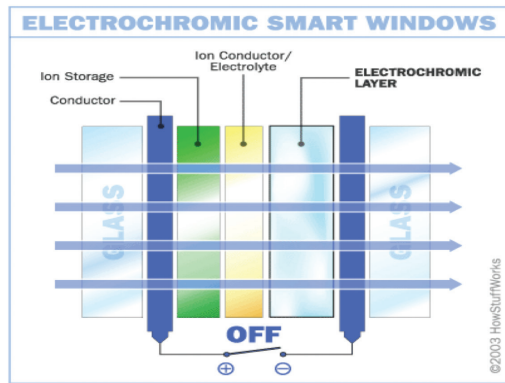 ELECTROCHROMIC SMART WINDOWS
Ion Conductor/
Electrolyte
Ion Storage
ELECTROCHROMIC
LAYER
Conductor
GLASS
GLASS
OFF
+
−
©2003 HowStuffWorks